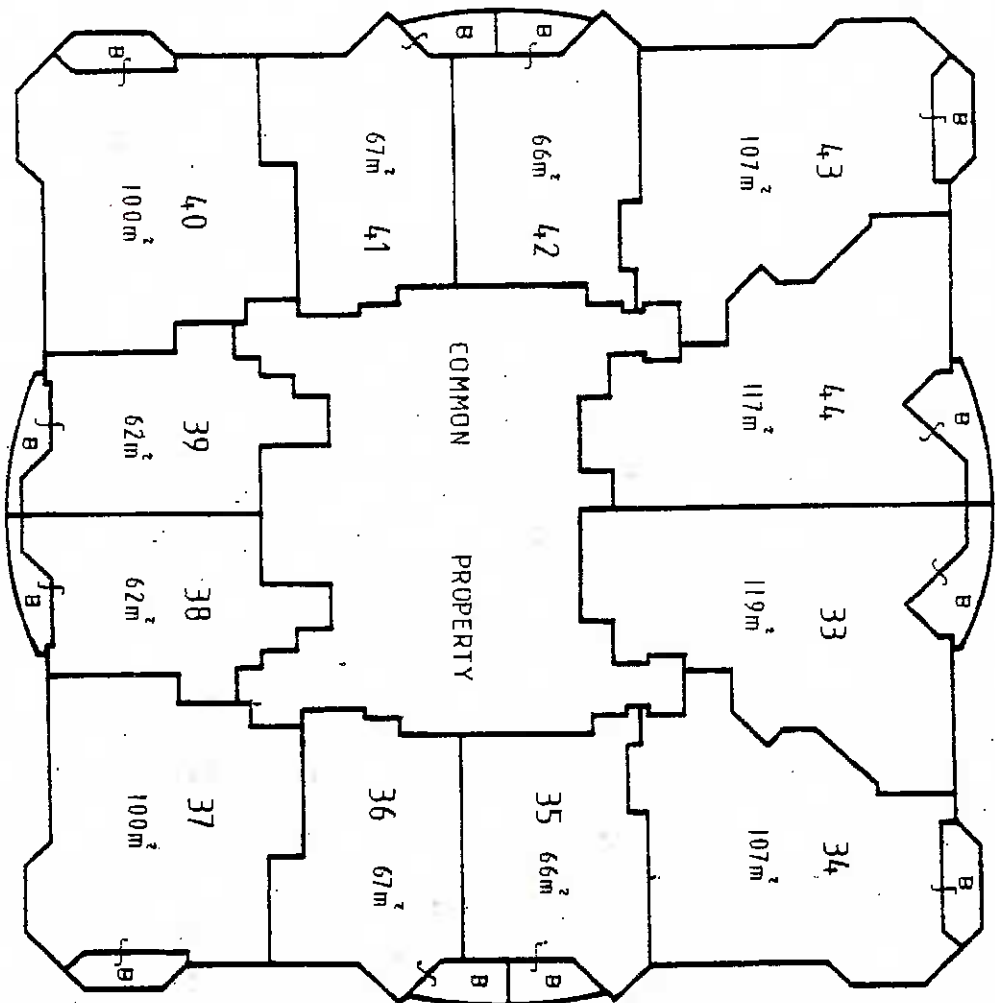 B
B
B
B
43
107m²
44
117m²
33
119m²
34
107m²
B
66m² 42
35 66m²
B
COMMON PROPERTY
B
67m² 41
36 67m²
B
40
100m²
39
62m²
38
62m²
37
100m²
B
B
B
B